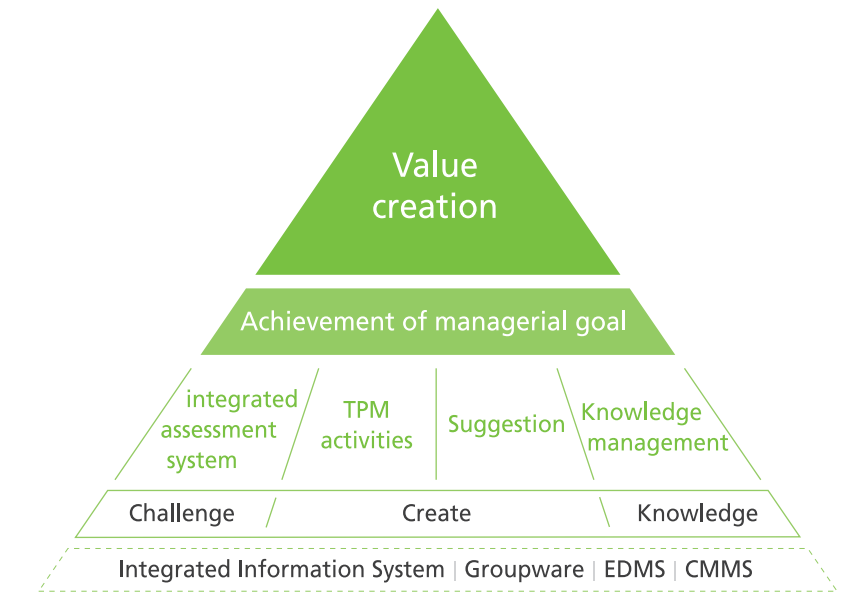 Value
creation
Achievement of managerial goal
integrated
assessment
system
TPM
activities
Suggestion
Knowledge
management
Challenge / Create / Knowledge
Integrated Information System | Groupware | EDMS | CMMS